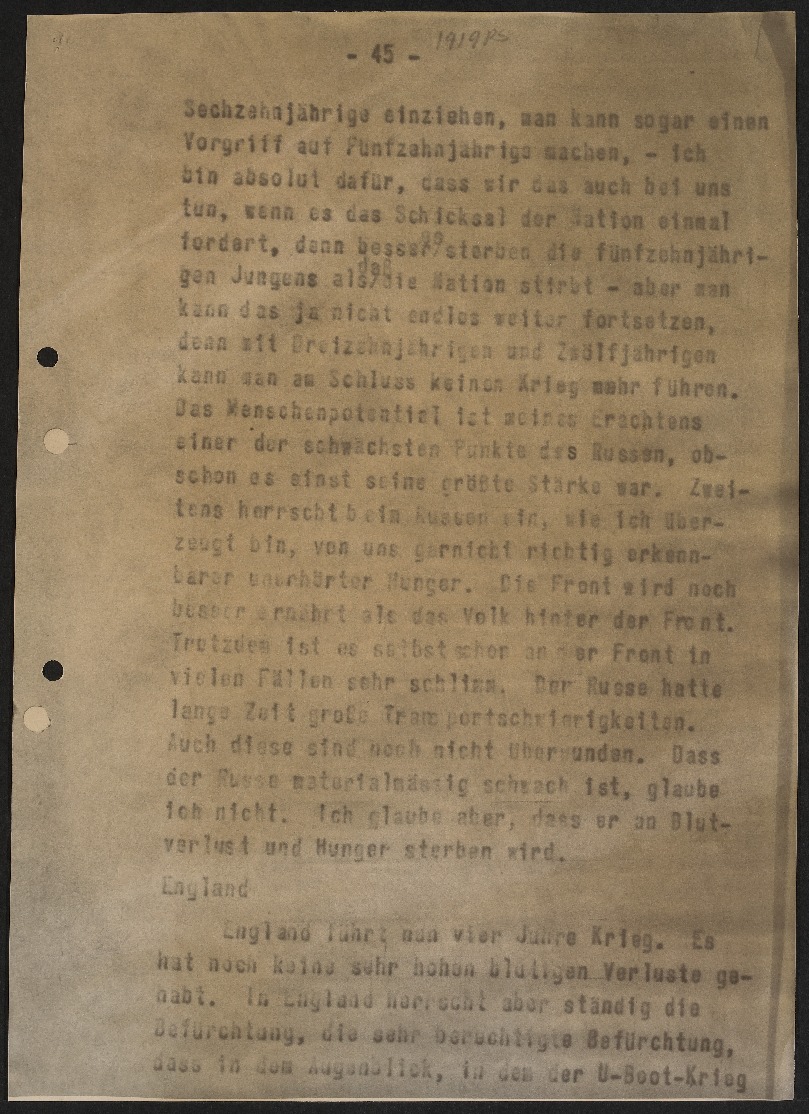 1919 PS
- 45 -
Sechzehnjährige einziehen, man kann sogar einen
Vorgriff auf Fünfzehnjährige machen, - ich
bin absolut dafür, dass wir das auch bei uns
tun, wenn es das Schicksal der Nation einmal
fordert, denn besser/es sterben die fünfzehnjähri-
gen Jungens als/daß die Nation stirbt - aber man
kann das ja nicht endlos weiter fortsetzen,
denn mit Dreizehnjährigen und Zwölfjährigen
kann man am Schluss keinen Krieg mehr führen.
Das Menschenpotential ist meines Erachtens
einer der schwächsten Punkte des Russen, ob-
schon es einst seine größte Stärke war. Zwei-
tens herrscht beim Russen ein, wie ich über-
zeugt bin, von uns garnicht richtig erkenn-
barer unerhörter Hunger. Die Front wird noch
besser ernährt als das Volk hinter der Front.
Trotzdem ist es selbst schon an der Front in
vielen Fällen sehr schlimm. Der Russe hatte
lange Zeit große Transportschwierigkeiten.
Auch diese sind noch nicht überwunden. Dass
der Russe materialmässig schwach ist, glaube
ich nicht. Ich glaube aber, dass er an Blut-
verlust und Hunger sterben wird.
England
England führt nun vier Jahre Krieg. Es
hat noch keine sehr hohen blutigen Verluste ge-
habt. In England herrscht aber ständig die
Befürchtung, die sehr berechtigte Befürchtung,
dass in dem Augenblick, in dem der U-Boot-Krieg